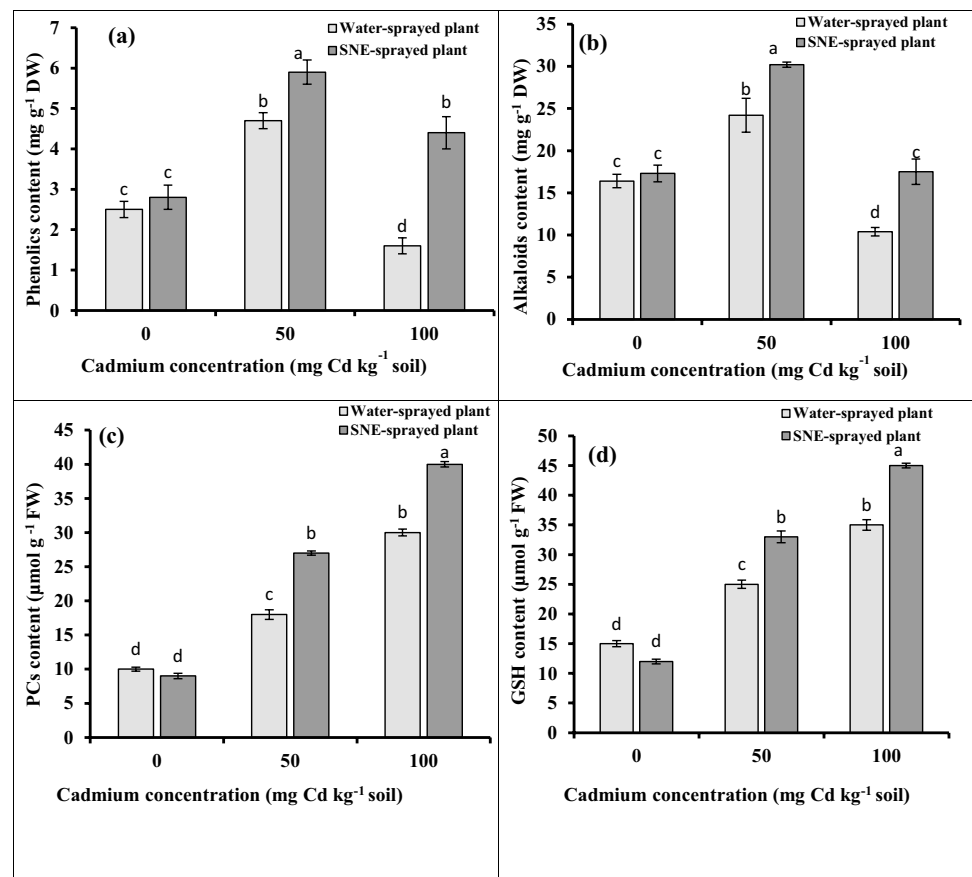 (a)
Water-sprayed plant
SNE-sprayed plant
Phenolics content (mg g⁻¹ DW)
7
6
5
4
3
2
1
0
c
c
b
a
d
b
0
50
100
Cadmium concentration (mg Cd kg⁻¹ soil)
(b)
Water-sprayed plant
SNE-sprayed plant
Alkaloids content (mg g⁻¹ DW)
35
30
25
20
15
10
5
0
c
c
b
a
d
c
0
50
100
Cadmium concentration (mg Cd kg⁻¹ soil)
(c)
Water-sprayed plant
SNE-sprayed plant
PCs content (µmol g⁻¹ FW)
45
40
35
30
25
20
15
10
5
0
d
d
c
b
b
a
0
50
100
Cadmium concentration (mg Cd kg⁻¹ soil)
(d)
Water-sprayed plant
SNE-sprayed plant
GSH content (µmol g⁻¹ FW)
50
45
40
35
30
25
20
15
10
5
0
d
d
c
b
b
a
0
50
100
Cadmium concentration (mg Cd kg⁻¹ soil)